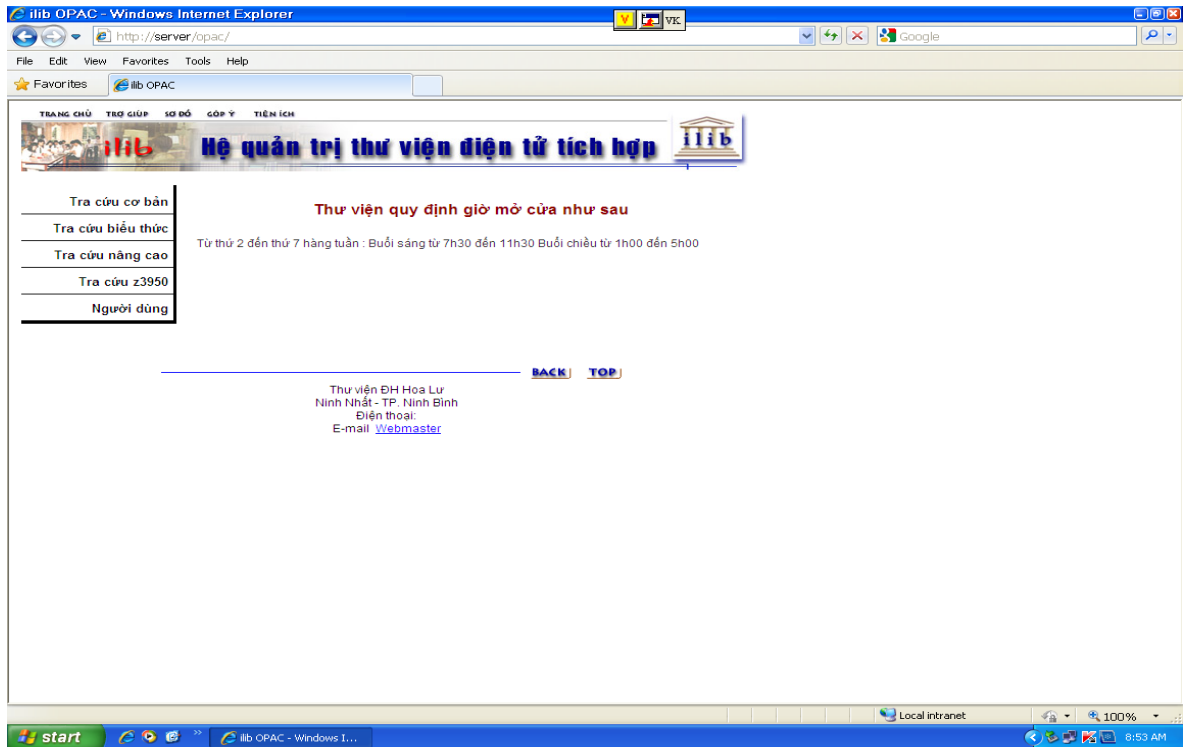 ilib OPAC - Windows Internet Explorer
V VK
http://server/opac/
Google
File Edit View Favorites Tools Help
Favorites ilib OPAC
TRANG CHỦ TRỢ GIÚP SƠ ĐỒ GÓP Ý TIỆN ÍCH
ilib Hệ quản trị thư viện điện tử tích hợp ilib
Tra cứu cơ bản
Tra cứu biểu thức
Tra cứu nâng cao
Tra cứu z3950
Người dùng
Thư viện quy định giờ mở cửa như sau
Từ thứ 2 đến thứ 7 hàng tuần : Buổi sáng từ 7h30 đến 11h30 Buổi chiều từ 1h00 đến 5h00
BACK TOP
Thư viện ĐH Hoa Lư
Ninh Nhất - TP. Ninh Bình
Điện thoại:
E-mail Webmaster
Local intranet 100%
start ilib OPAC - Windows I... 8:53 AM